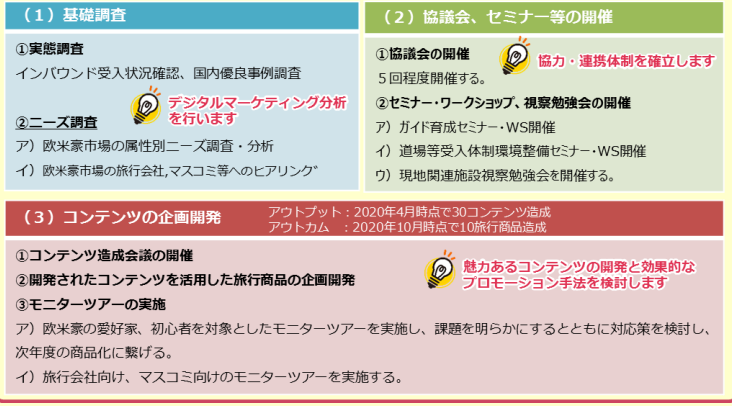 （１）基礎調査
①実態調査
インバウンド受入状況確認、国内優良事例調査
デジタルマーケティング分析
を行います
②ニーズ調査
ア）欧米豪市場の属性別ニーズ調査・分析
イ）欧米豪市場の旅行会社,マスコミ等へのヒアリング
（２）協議会、セミナー等の開催
①協議会の開催
協力・連携体制を確立します
５回程度開催する。
②セミナー・ワークショップ、視察勉強会の開催
ア）ガイド育成セミナー・WS開催
イ）道場等受入体制環境整備セミナー・WS開催
ウ）現地関連施設視察勉強会を開催する。
（３）コンテンツの企画開発
アウトプット：2020年4月時点で30コンテンツ造成
アウトカム　：2020年10月時点で10旅行商品造成
①コンテンツ造成会議の開催
②開発されたコンテンツを活用した旅行商品の企画開発
魅力あるコンテンツの開発と効果的な
プロモーション手法を検討します
③モニターツアーの実施
ア）欧米豪の愛好家、初心者を対象としたモニターツアーを実施し、課題を明らかにするとともに対応策を検討し、
次年度の商品化に繋げる。
イ）旅行会社向け、マスコミ向けのモニターツアーを実施する。